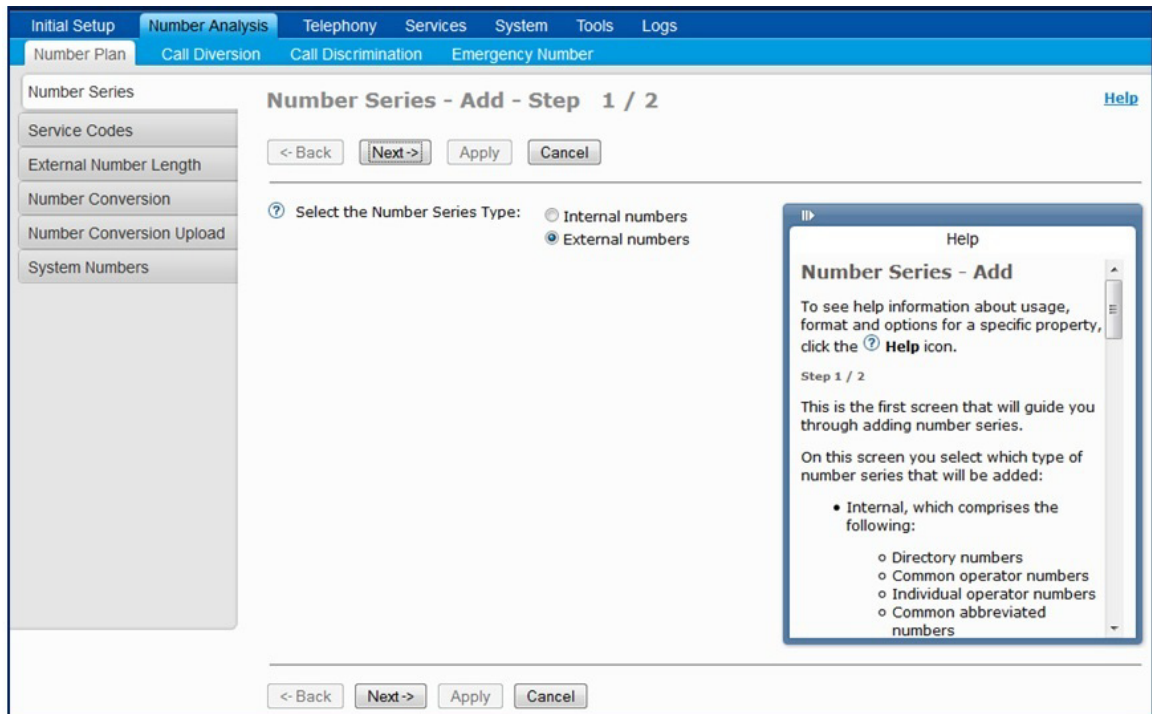 Initial Setup Number Analysis Telephony Services System Tools Logs
Number Plan Call Diversion Call Discrimination Emergency Number
Number Series
Service Codes
External Number Length
Number Conversion
Number Conversion Upload
System Numbers
Number Series - Add - Step 1 / 2
Help
<- Back Next -> Apply Cancel
? Select the Number Series Type:
Internal numbers
External numbers
Help
Number Series - Add
To see help information about usage,
format and options for a specific property,
click the ? Help icon.
Step 1 / 2
This is the first screen that will guide you
through adding number series.
On this screen you select which type of
number series that will be added:
• Internal, which comprises the
following:
o Directory numbers
o Common operator numbers
o Individual operator numbers
o Common abbreviated
numbers
<- Back Next -> Apply Cancel